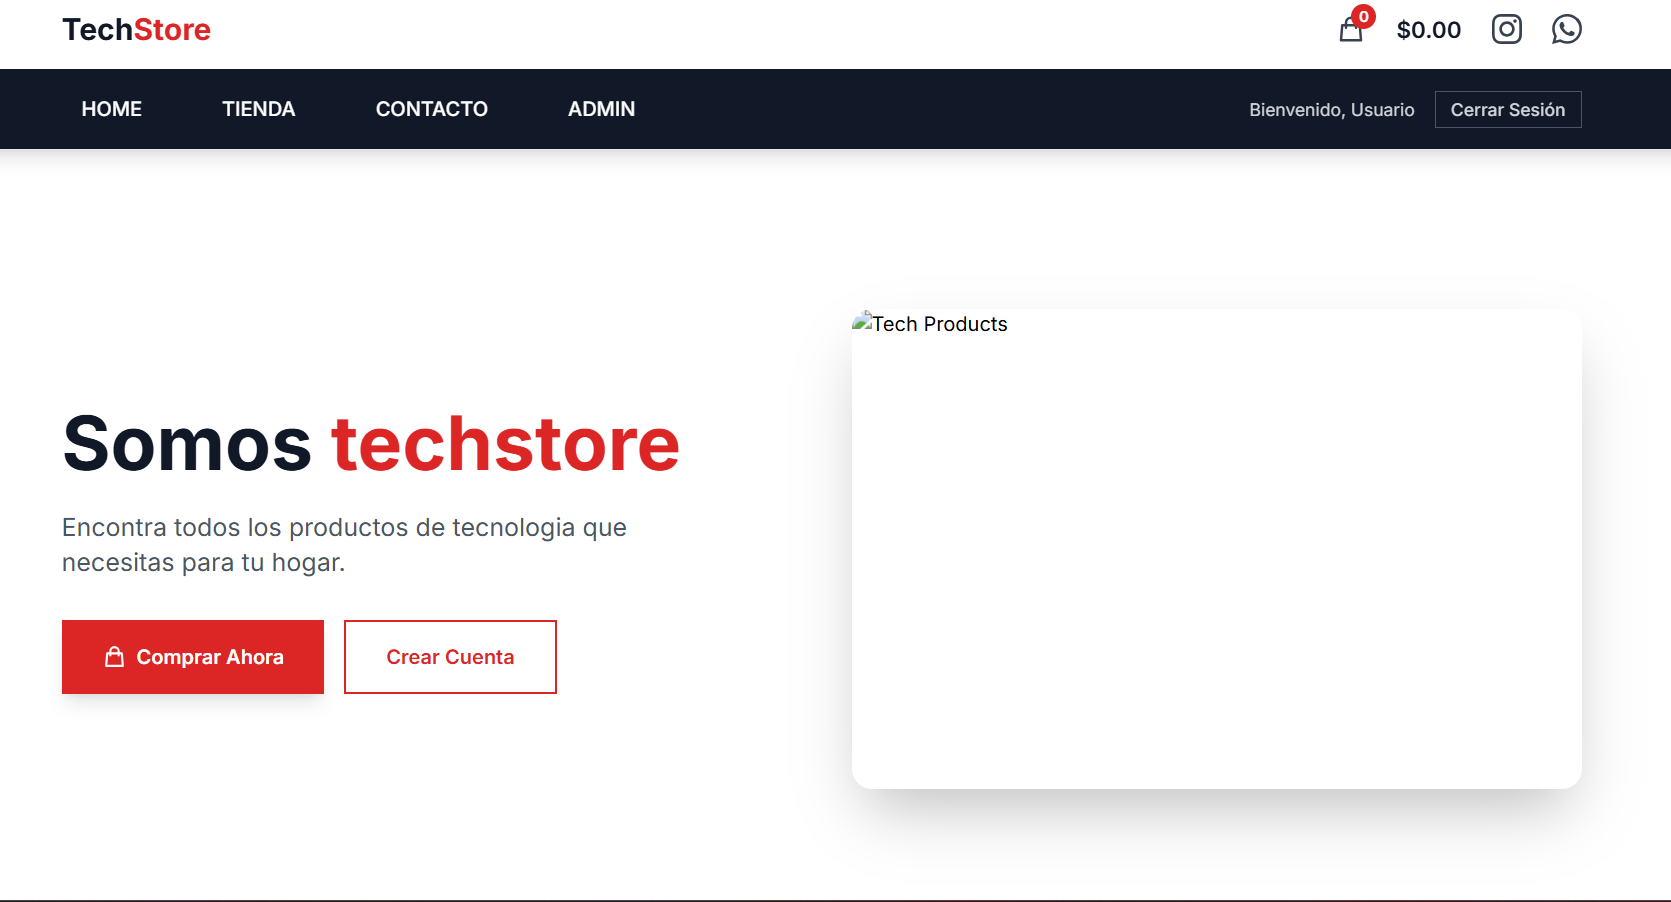 TechStore
0
$0.00
HOME
TIENDA
CONTACTO
ADMIN
Bienvenido, Usuario
Cerrar Sesión
Tech Products
Somos techstore
Encontra todos los productos de tecnologia que
necesitas para tu hogar.
Comprar Ahora
Crear Cuenta